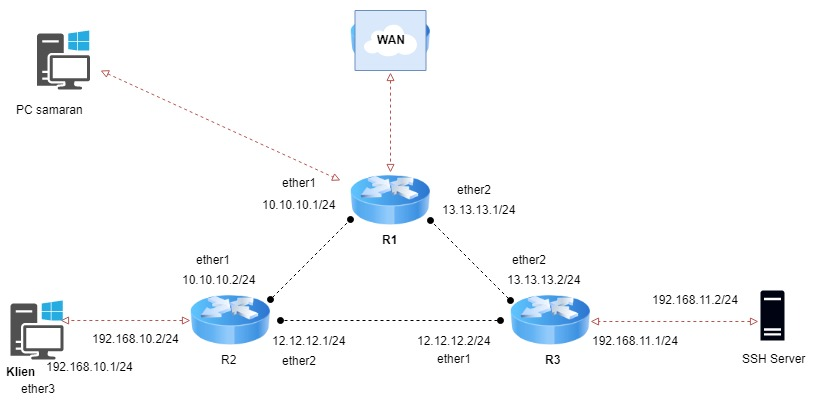 WAN
PC samaran
ether1
10.10.10.1/24
ether2
13.13.13.1/24
R1
ether1
10.10.10.2/24
ether2
13.13.13.2/24
192.168.11.2/24
192.168.10.2/24
R2
12.12.12.1/24
ether2
12.12.12.2/24
ether1
R3
192.168.11.1/24
SSH Server
Klien
192.168.10.1/24
ether3